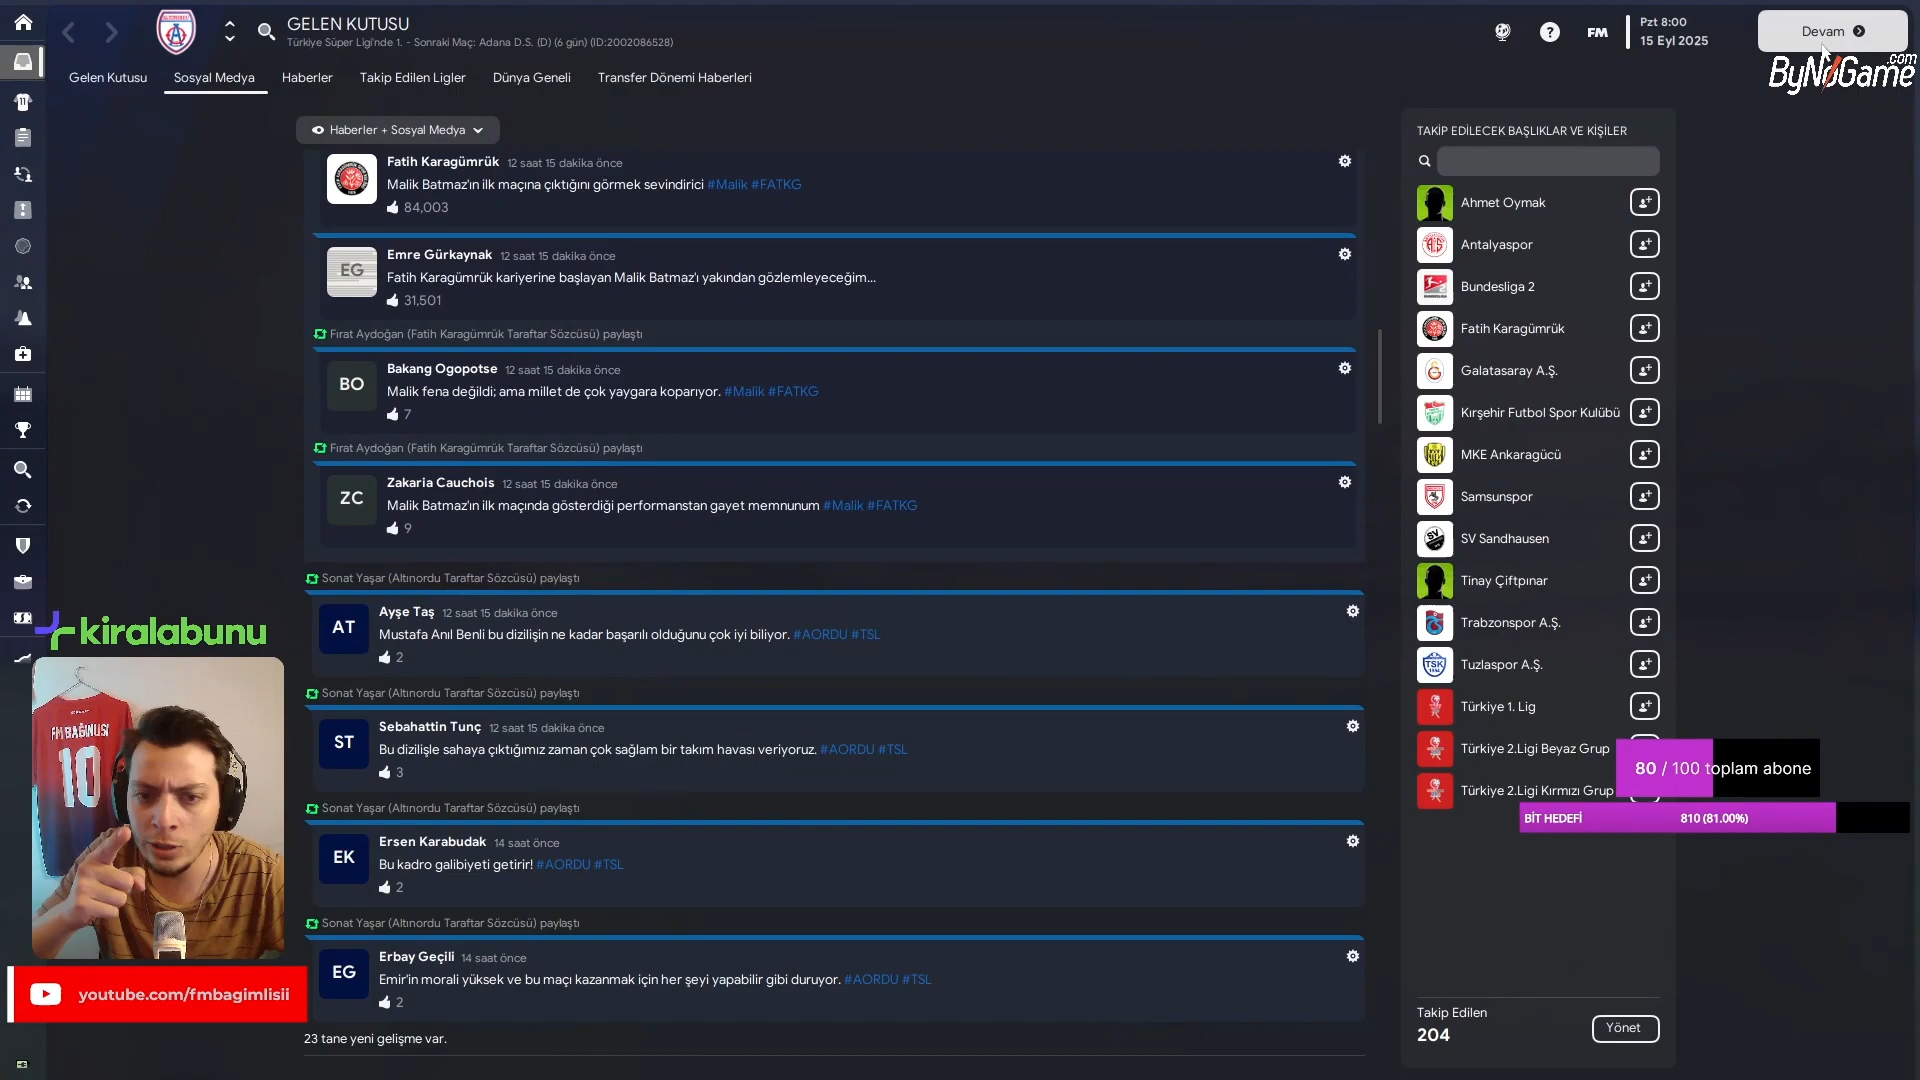 GELEN KUTUSU
Türkiye Süper Ligi'nde 1. - Sonraki Maç: Adana D.S. (D) (6 gün) (ID:2002086528)
FM
Pzt 8:00
15 Eyl 2025
Devam
ByNoGame.com
Gelen Kutusu
Sosyal Medya
Haberler
Takip Edilen Ligler
Dünya Geneli
Transfer Dönemi Haberleri
Haberler + Sosyal Medya
Fatih Karagümrük 12 saat 15 dakika önce
Malik Batmaz'ın ilk maçına çıktığını görmek sevindirici #Malik #FATKG
84,003
EG
Emre Gürkaynak 12 saat 15 dakika önce
Fatih Karagümrük kariyerine başlayan Malik Batmaz'ı yakından gözlemleyeceğim...
31,501
Fırat Aydoğan (Fatih Karagümrük Taraftar Sözcüsü) paylaştı
BO
Bakang Ogopotse 12 saat 15 dakika önce
Malik fena değildi; ama millet de çok yaygara koparıyor. #Malik #FATKG
7
Fırat Aydoğan (Fatih Karagümrük Taraftar Sözcüsü) paylaştı
ZC
Zakaria Cauchois 12 saat 15 dakika önce
Malik Batmaz'ın ilk maçında gösterdiği performanstan gayet memnunum #Malik #FATKG
9
Sonat Yaşar (Altınordu Taraftar Sözcüsü) paylaştı
AT
Ayşe Taş 12 saat 15 dakika önce
Mustafa Anıl Benli bu dizilişin ne kadar başarılı olduğunu çok iyi biliyor. #AORDU #TSL
2
Sonat Yaşar (Altınordu Taraftar Sözcüsü) paylaştı
ST
Sebahattin Tunç 12 saat 15 dakika önce
Bu dizilişle sahaya çıktığımız zaman çok sağlam bir takım havası veriyoruz. #AORDU #TSL
3
Sonat Yaşar (Altınordu Taraftar Sözcüsü) paylaştı
EK
Ersen Karabudak 14 saat önce
Bu kadro galibiyeti getirir! #AORDU #TSL
2
Sonat Yaşar (Altınordu Taraftar Sözcüsü) paylaştı
EG
Erbay Geçili 14 saat önce
Emir'in morali yüksek ve bu maçı kazanmak için her şeyi yapabilir gibi duruyor. #AORDU #TSL
2
23 tane yeni gelişme var.
TAKİP EDİLECEK BAŞLIKLAR VE KİŞİLER
Ahmet Oymak
Antalyaspor
Bundesliga 2
Fatih Karagümrük
Galatasaray A.Ş.
Kırşehir Futbol Spor Kulübü
MKE Ankaragücü
Samsunspor
SV Sandhausen
Tinay Çiftpınar
Trabzonspor A.Ş.
Tuzlaspor A.Ş.
Türkiye 1. Lig
Türkiye 2.Ligi Beyaz Grup
Türkiye 2.Ligi Kırmızı Grup
80 / 100 toplam abone
BİT HEDEFİ 810 (81.00%)
Takip Edilen
204
Yönet
kiralabunu
FM BAĞIMLISI
10
youtube.com/fmbagimlisii